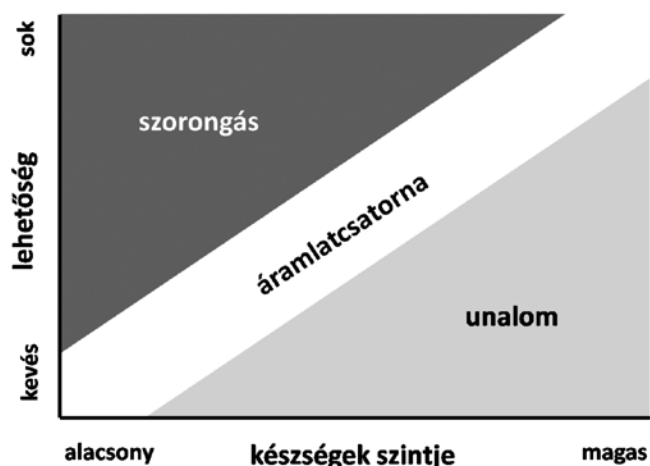 sok
lehetőség
kevés
szorongás
áramlatcsatorna
unalom
alacsony
készségek szintje
magas